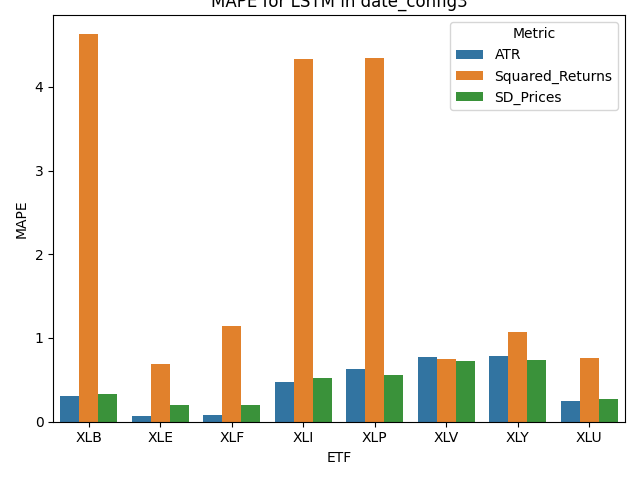 MAPE for LSTM in date_config3
Metric
ATR
Squared_Returns
SD_Prices
MAPE
4
3
2
1
0
XLB XLE XLF XLI XLP XLV XLY XLU
ETF